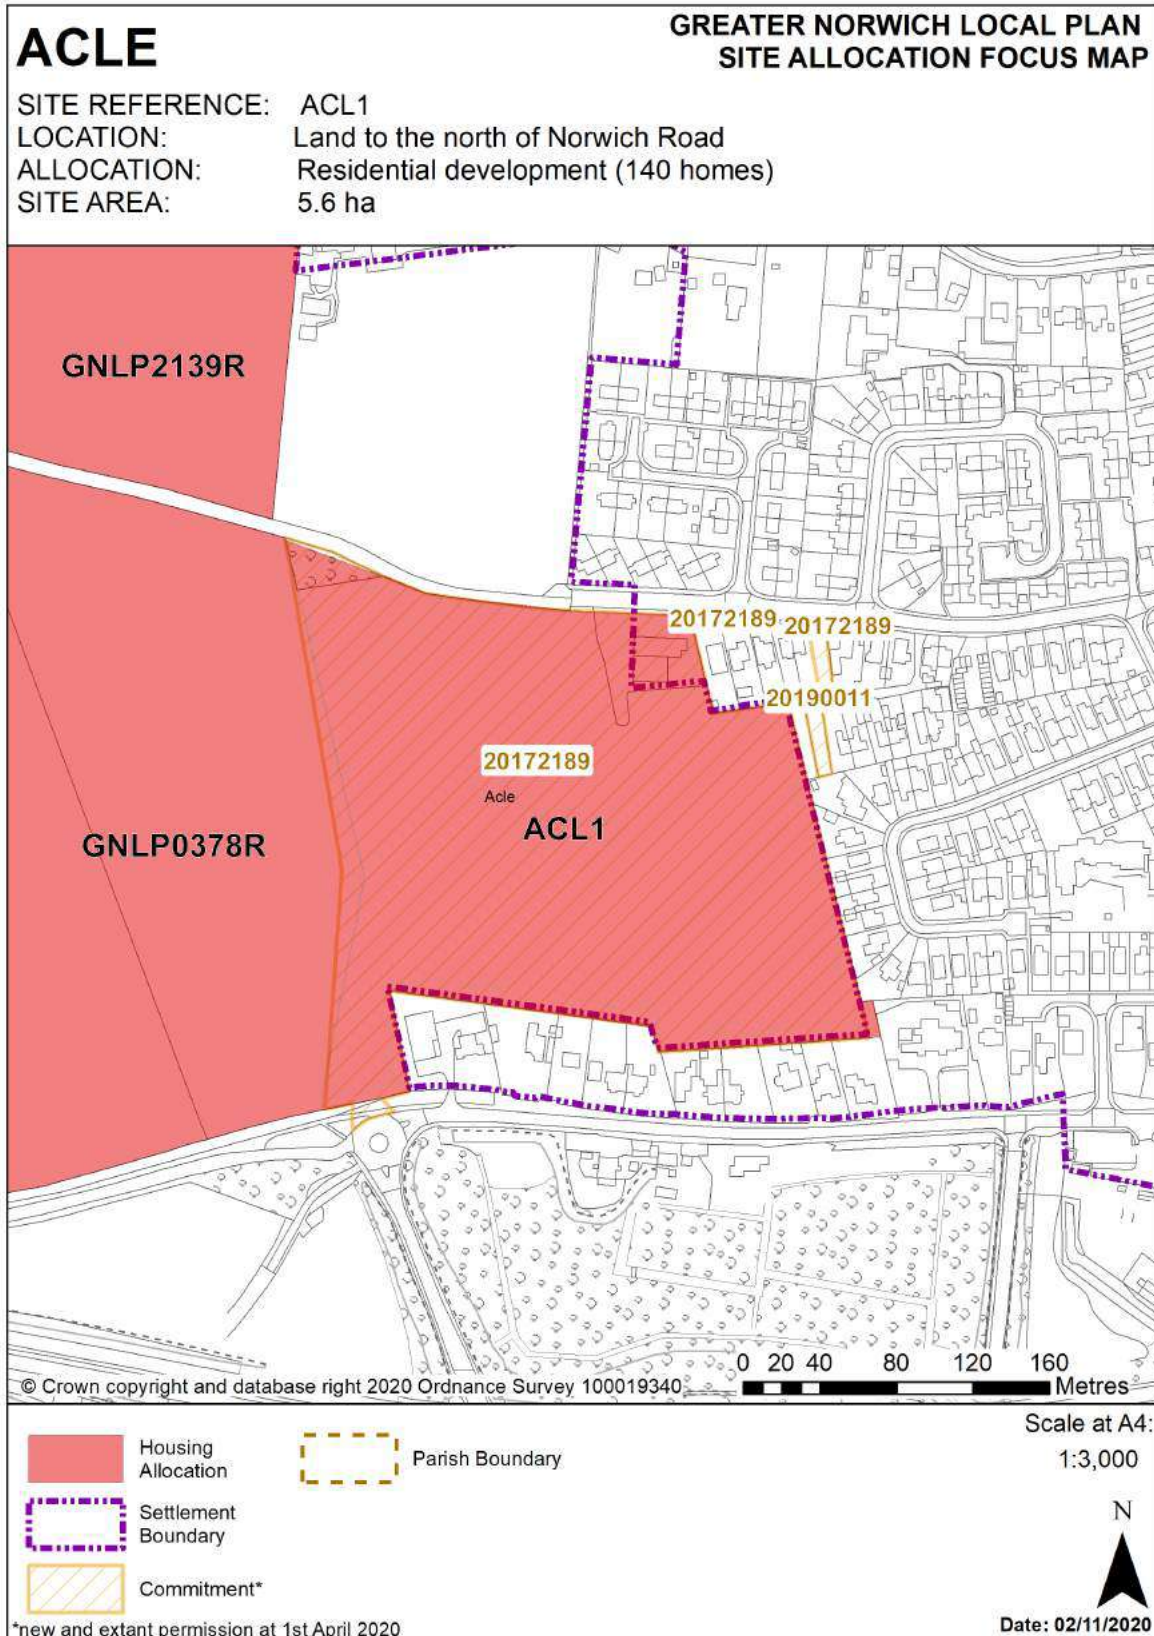 ACLE
GREATER NORWICH LOCAL PLAN
SITE ALLOCATION FOCUS MAP
SITE REFERENCE: ACL1
LOCATION: Land to the north of Norwich Road
ALLOCATION: Residential development (140 homes)
SITE AREA: 5.6 ha
GNLP2139R
20172189
20172189
20190011
20172189
Acle
ACL1
GNLP0378R
0 20 40 80 120 160
Metres
© Crown copyright and database right 2020 Ordnance Survey 100019340
Housing
Allocation
Parish Boundary
Settlement
Boundary
Commitment*
*new and extant permission at 1st April 2020
Scale at A4:
1:3,000
N
Date: 02/11/2020